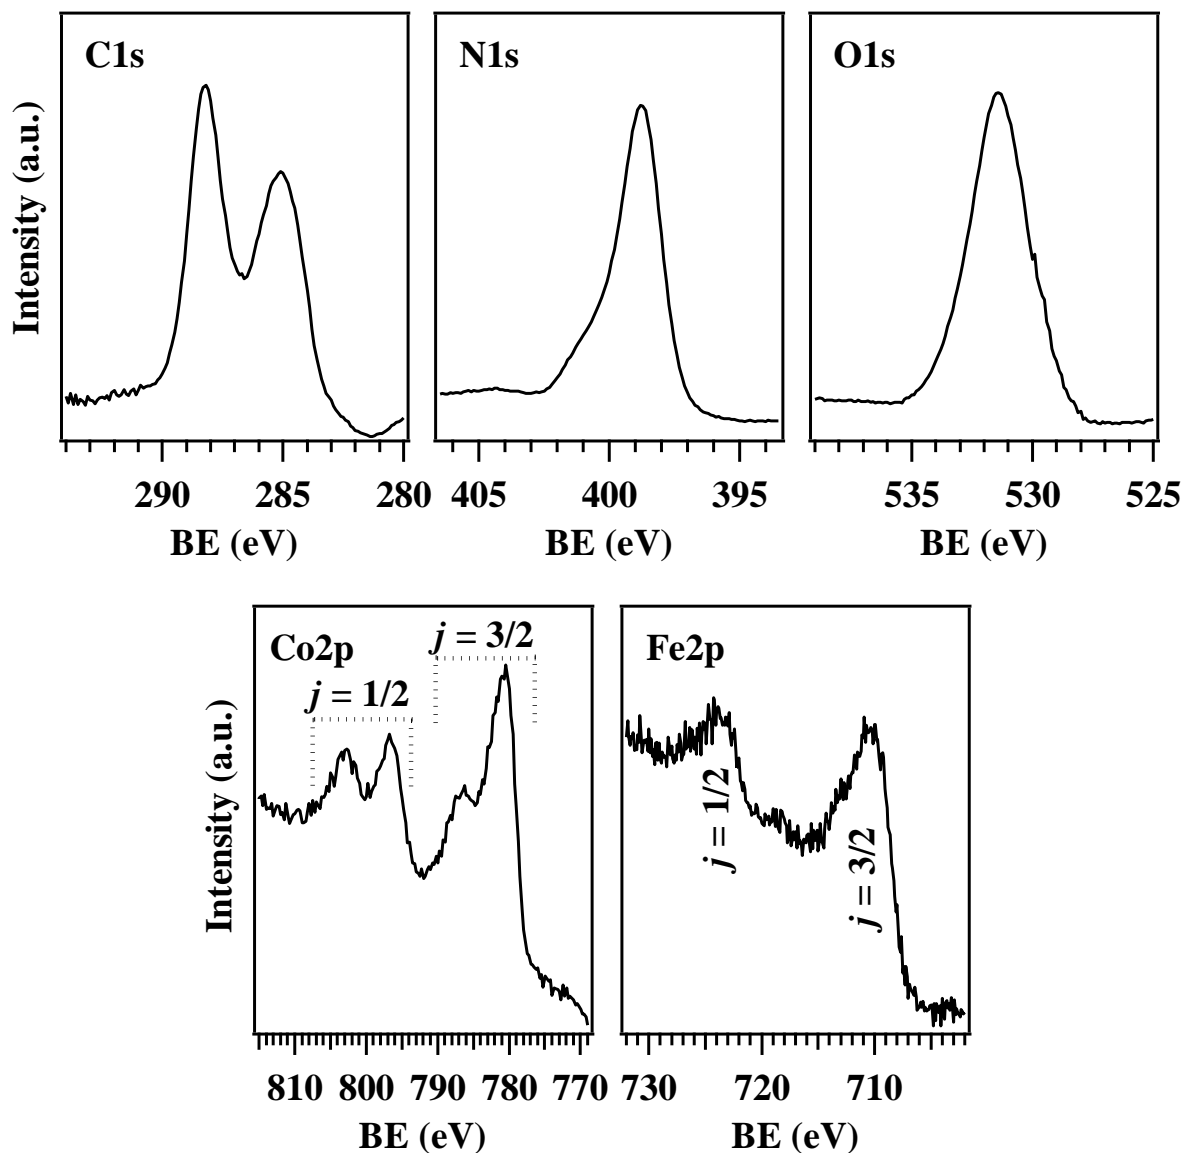 C1s
N1s
O1s
Intensity (a.u.)
290 285 280
405 400 395
535 530 525
BE (eV)
BE (eV)
BE (eV)
Co2p
j = 3/2
j = 1/2
Fe2p
j = 1/2
j = 3/2
Intensity (a.u.)
810 800 790 780 770
730 720 710
BE (eV)
BE (eV)